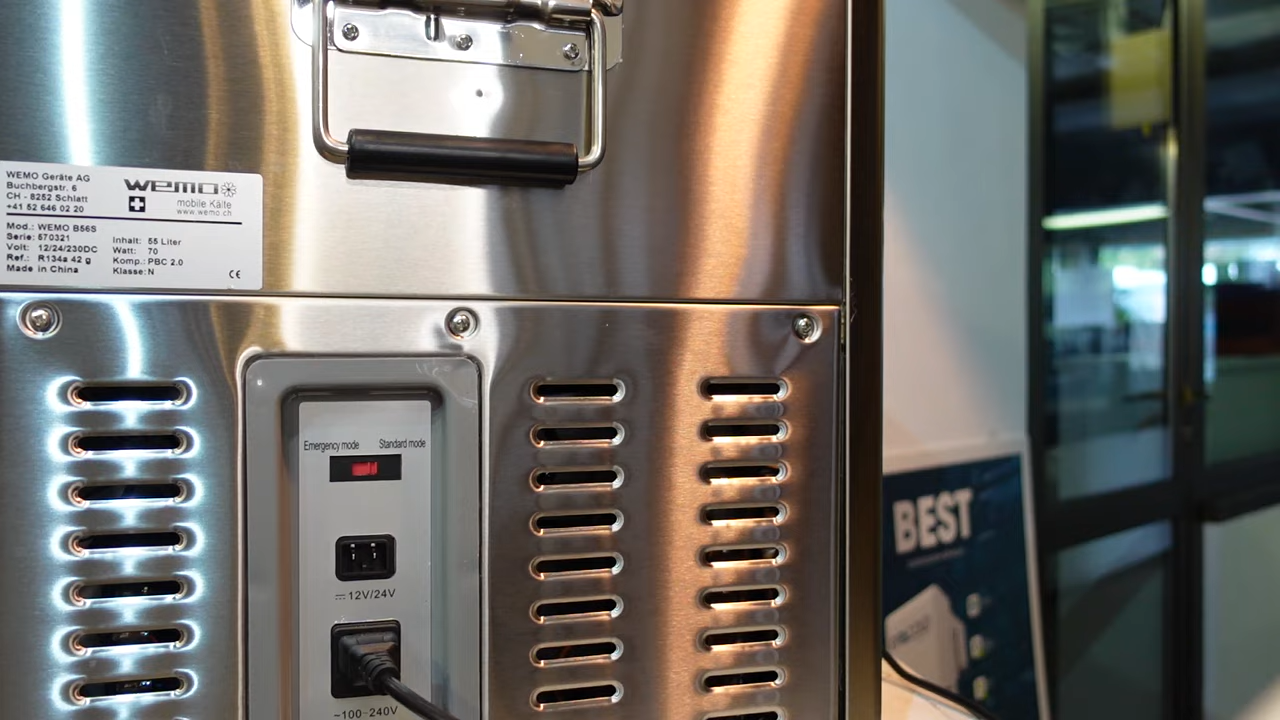 WEMO Geräte AG
Buchbergstr. 6
CH - 8252 Schlatt
+41 52 646 02 20
wemo
mobile Kälte
www.wemo.ch
Mod.: WEMO B56S
Serie: 570321
Volt: 12/24/230DC
Ref.: R134a 42 g
Made in China
Inhalt: 55 Liter
Watt: 70
Komp.: PBC 2.0
Klasse: N
CE
Emergency mode Standard mode
12V/24V
~100-240V
BEST